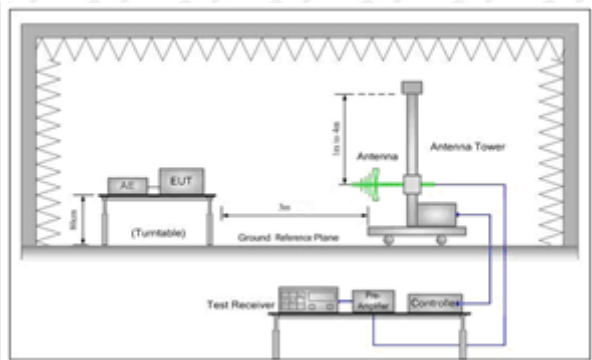 1m to 4m
Antenna
Antenna Tower
AE
EUT
80cm
(Turntable)
3m
Ground Reference Plane
Test Receiver
Pre-
Amplifier
Controller